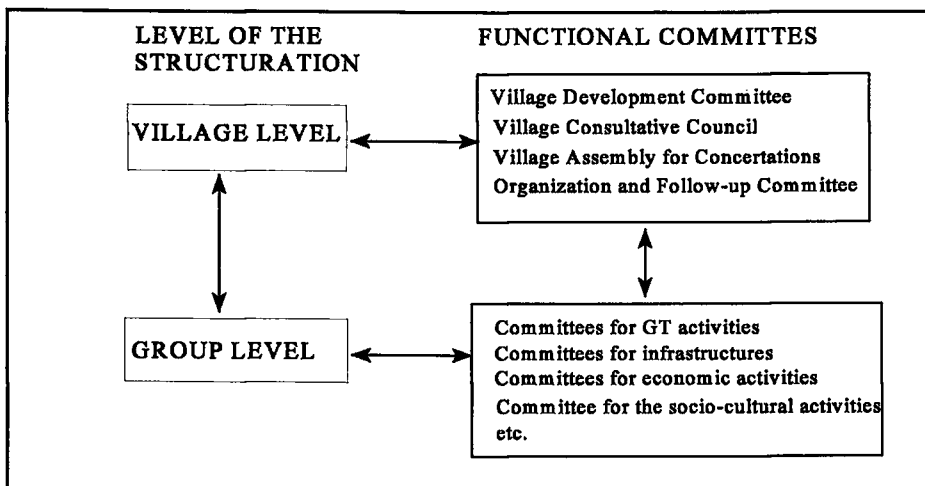 LEVEL OF THE
STRUCTURATION
FUNCTIONAL COMMITTES
VILLAGE LEVEL
Village Development Committee
Village Consultative Council
Village Assembly for Concertations
Organization and Follow-up Committee
GROUP LEVEL
Committees for GT activities
Committees for infrastructures
Committees for economic activities
Committee for the socio-cultural activities
etc.